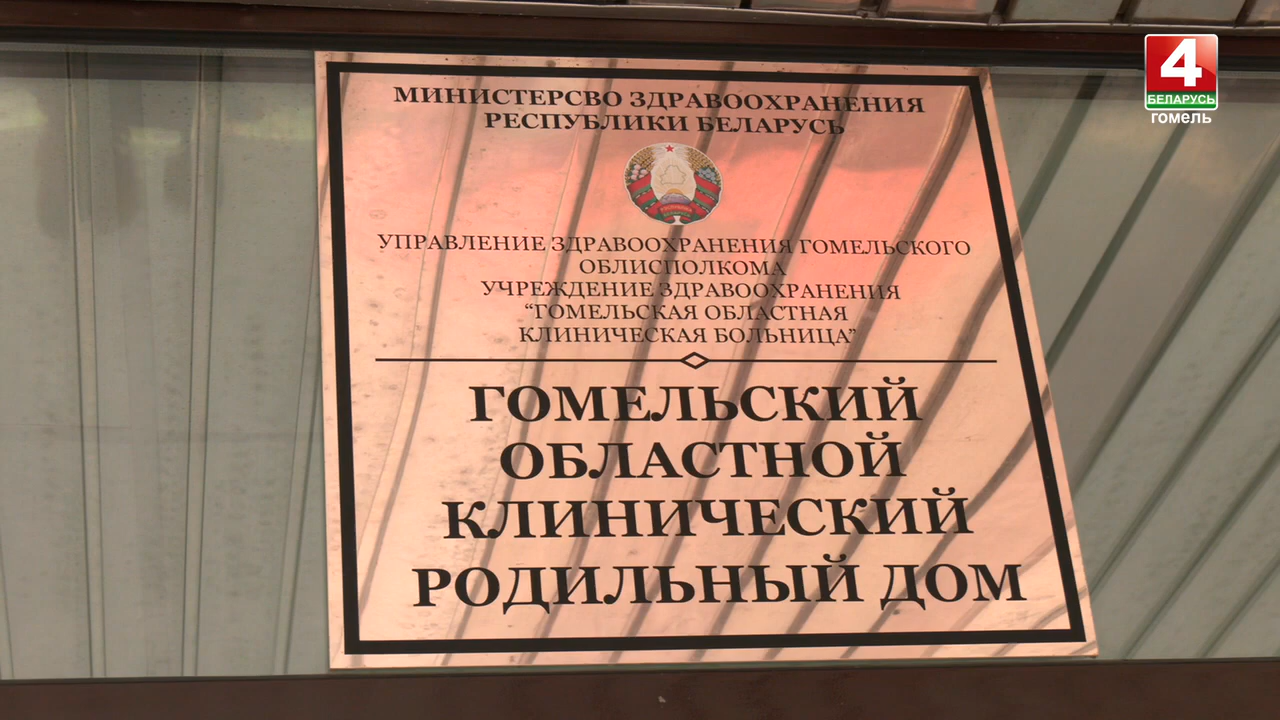 МИНИСТЕРСВО ЗДРАВООХРАНЕНИЯ
РЕСПУБЛИКИ БЕЛАРУСЬ
УПРАВЛЕНИЕ ЗДРАВООХРАНЕНИЯ ГОМЕЛЬСКОГО
ОБЛИСПОЛКОМА
УЧРЕЖДЕНИЕ ЗДРАВООХРАНЕНИЯ
“ГОМЕЛЬСКАЯ ОБЛАСТНАЯ
КЛИНИЧЕСКАЯ БОЛЬНИЦА”
ГОМЕЛЬСКИЙ
ОБЛАСТНОЙ
КЛИНИЧЕСКИЙ
РОДИЛЬНЫЙ ДОМ
4
БЕЛАРУСЬ
гомель